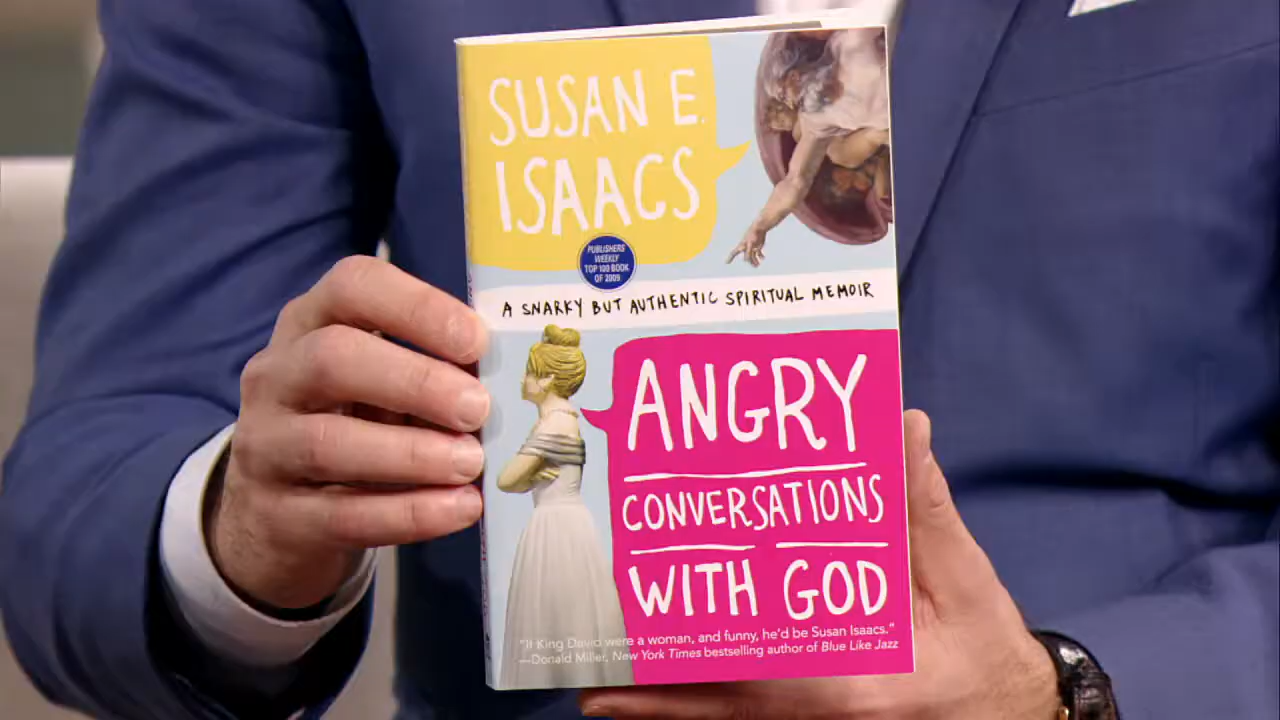 SUSAN E.
ISAACS
PUBLISHERS
WEEKLY
TOP 100 BOOK
OF 2009
A SNARKY BUT AUTHENTIC SPIRITUAL MEMOIR
ANGRY
CONVERSATIONS
WITH GOD
"If King David were a woman, and funny, he'd be Susan Isaacs."
—Donald Miller, New York Times bestselling author of Blue Like Jazz